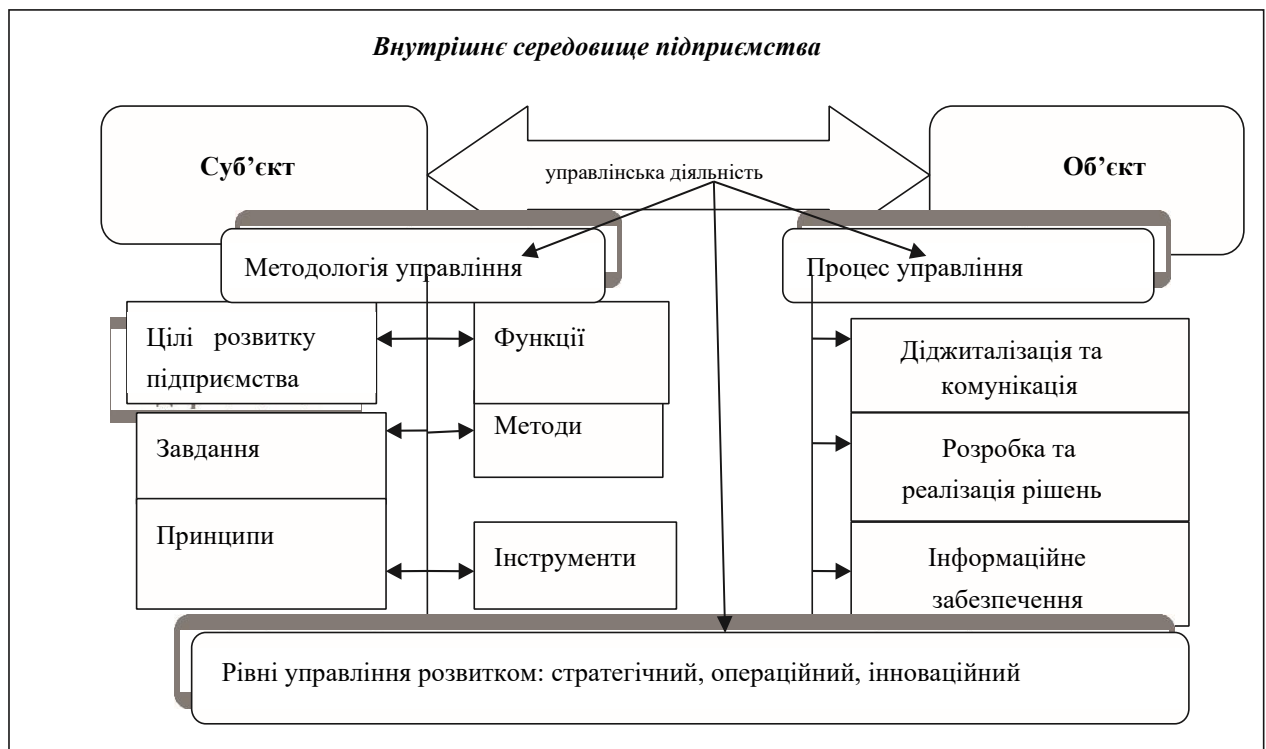 Внутрішнє середовище підприємства
Суб’єкт
управлінська діяльність
Об’єкт
Методологія управління
Процес управління
Цілі розвитку
підприємства
Функції
Завдання
Методи
Принципи
Інструменти
Діджиталізація та
комунікація
Розробка та
реалізація рішень
Інформаційне
забезпечення
Рівні управління розвитком: стратегічний, операційний, інноваційний